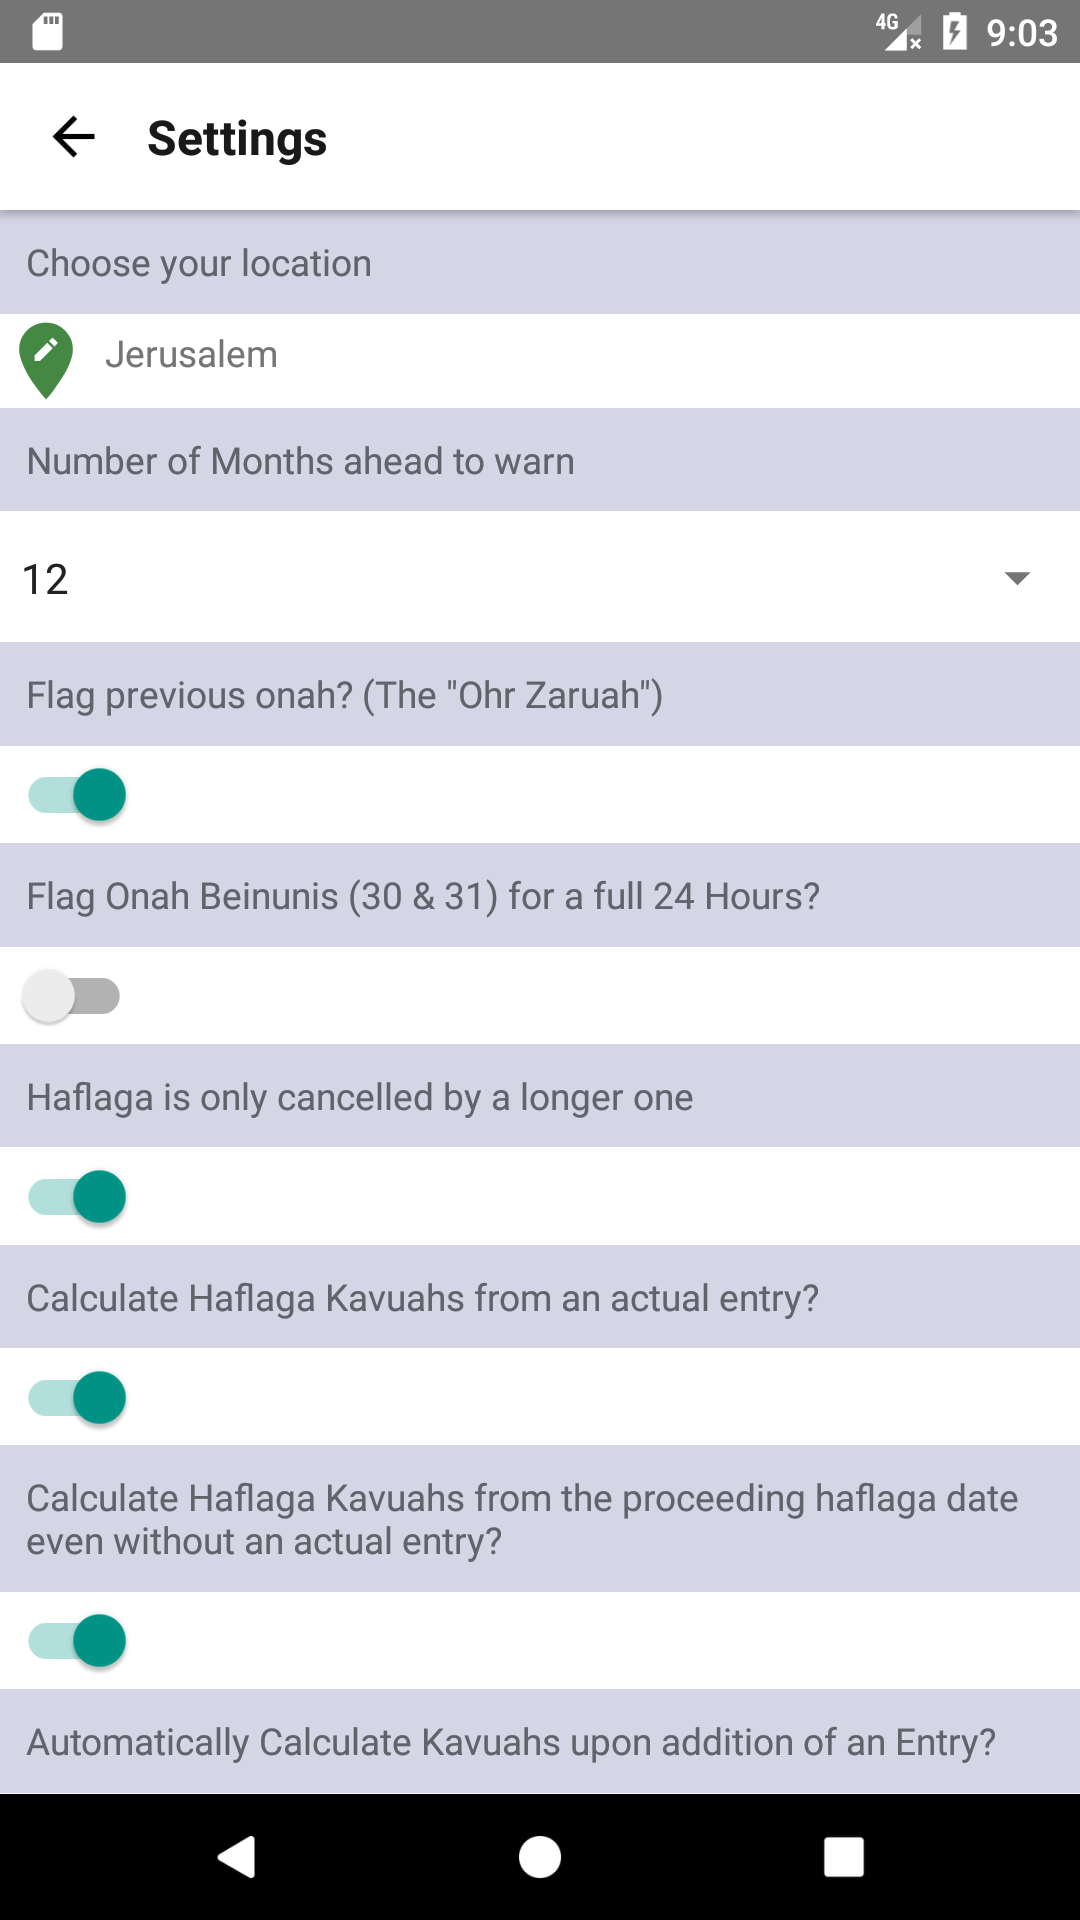 4G 9:03
Settings
Choose your location
Jerusalem
Number of Months ahead to warn
12
Flag previous onah? (The "Ohr Zaruah")
Flag Onah Beinunis (30 & 31) for a full 24 Hours?
Haflaga is only cancelled by a longer one
Calculate Haflaga Kavuahs from an actual entry?
Calculate Haflaga Kavuahs from the proceeding haflaga date
even without an actual entry?
Automatically Calculate Kavuahs upon addition of an Entry?